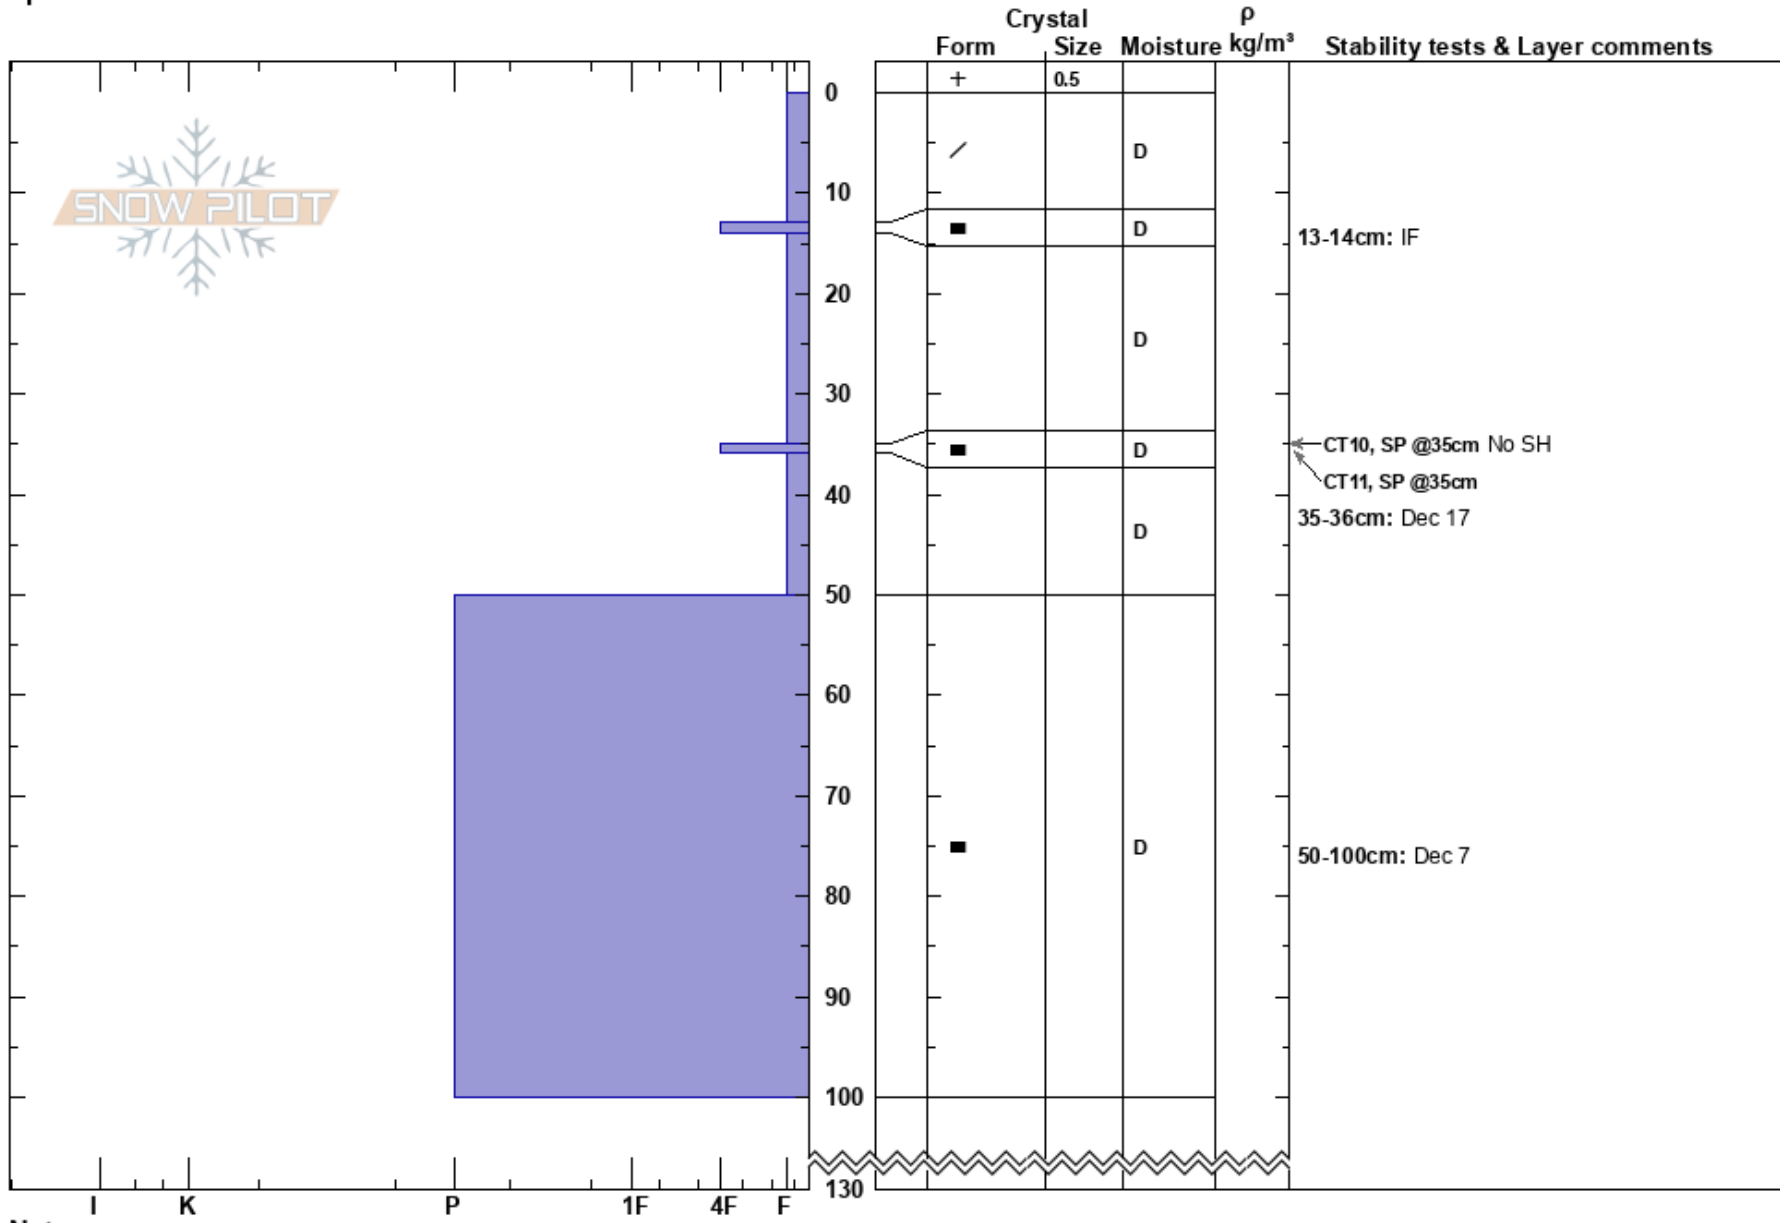 Crystal ρ
Form Size Moisture kg/m³ Stability tests & Layer comments
+ 0.5
0
D
10
SNOW PILOT
D
13-14cm: IF
20
D
30
CT10, SP @35cm No SH
D
CT11, SP @35cm
40
35-36cm: Dec 17
D
50
60
70
D
50-100cm: Dec 7
80
90
100
130
I K P 1F 4F F